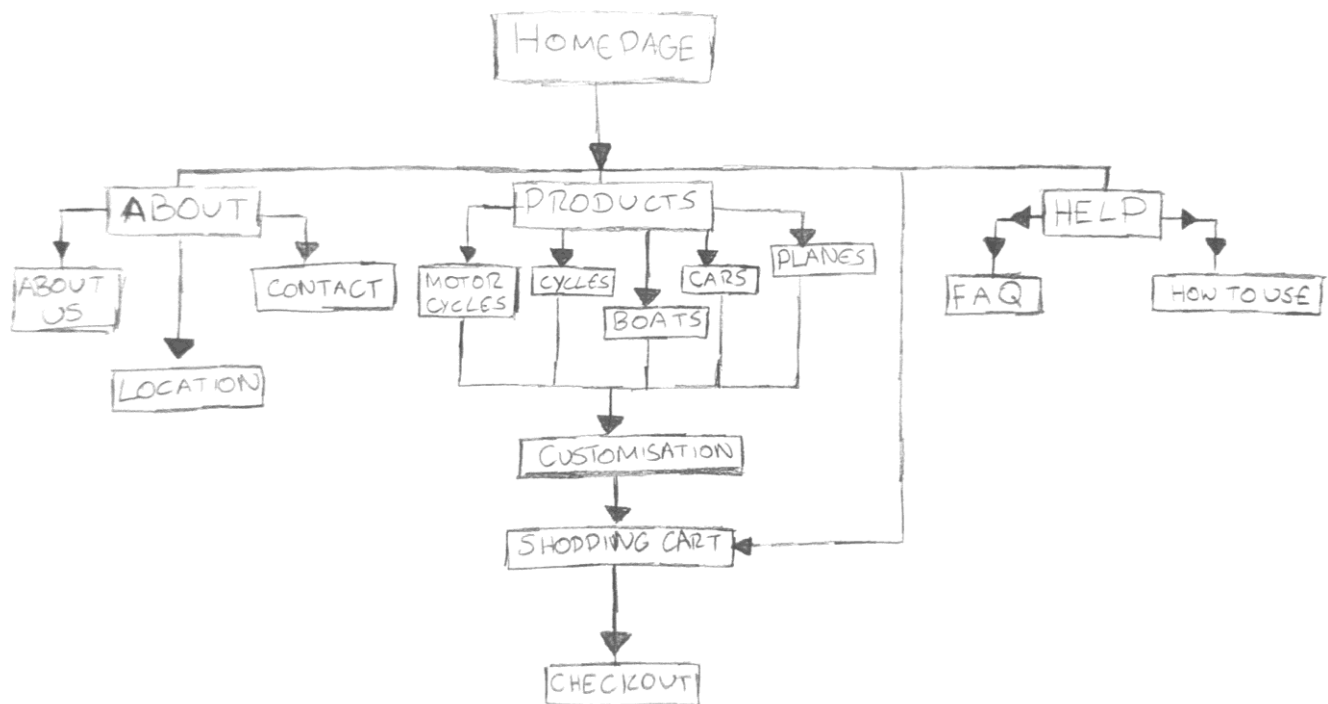 HOMEPAGE
ABOUT
PRODUCTS
HELP
ABOUT
US
LOCATION
CONTACT
MOTOR
CYCLES
CYCLES
BOATS
CARS
PLANES
FAQ
HOW TO USE
CUSTOMISATION
SHOPPING CART
CHECKOUT